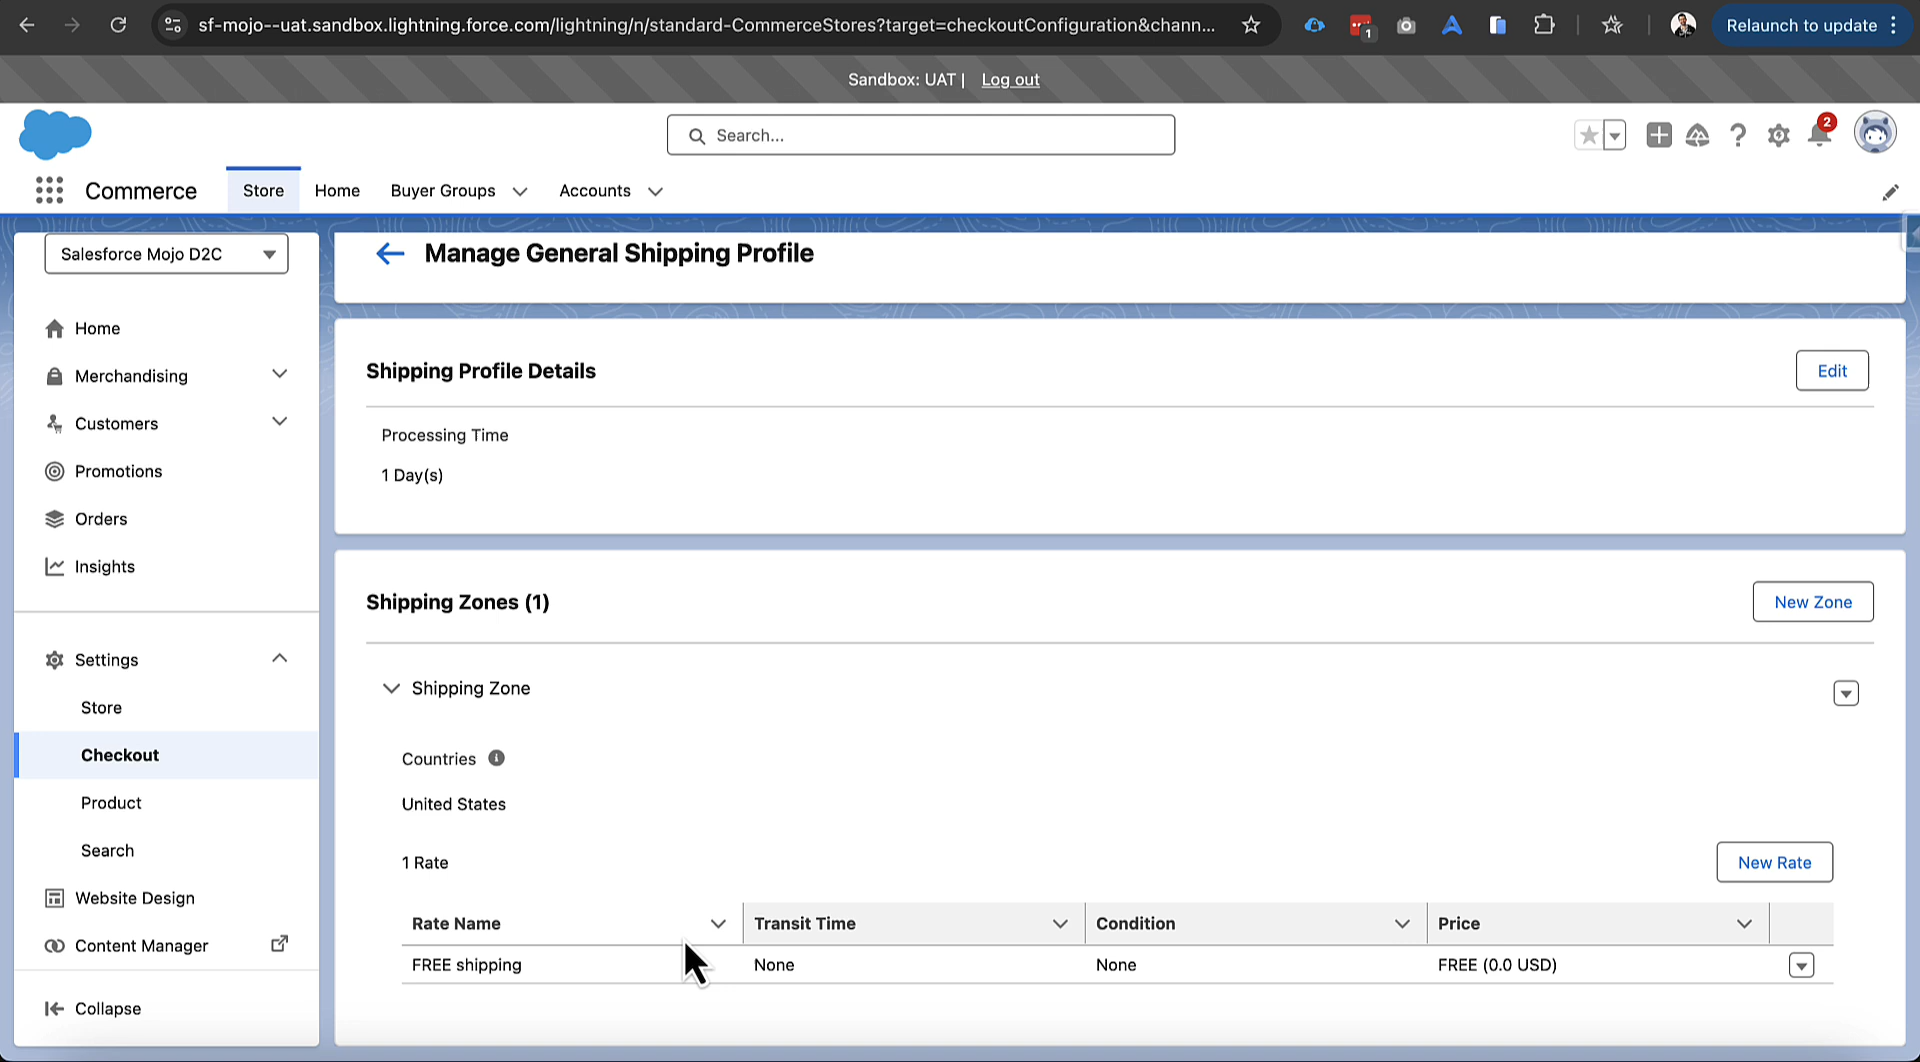 sf-mojo--uat.sandbox.lightning.force.com/lightning/n/standard-CommerceStores?target=checkoutConfiguration&chann...
1
Relaunch to update
Sandbox: UAT | Log out
Search...
2
Commerce
Store
Home
Buyer Groups
Accounts
Salesforce Mojo D2C
Home
Merchandising
Customers
Promotions
Orders
Insights
Settings
Store
Checkout
Product
Search
Website Design
Content Manager
Collapse
Manage General Shipping Profile
Shipping Profile Details
Edit
Processing Time
1 Day(s)
Shipping Zones (1)
New Zone
Shipping Zone
Countries
United States
1 Rate
New Rate
Rate Name Transit Time Condition Price
FREE shipping None None FREE (0.0 USD)